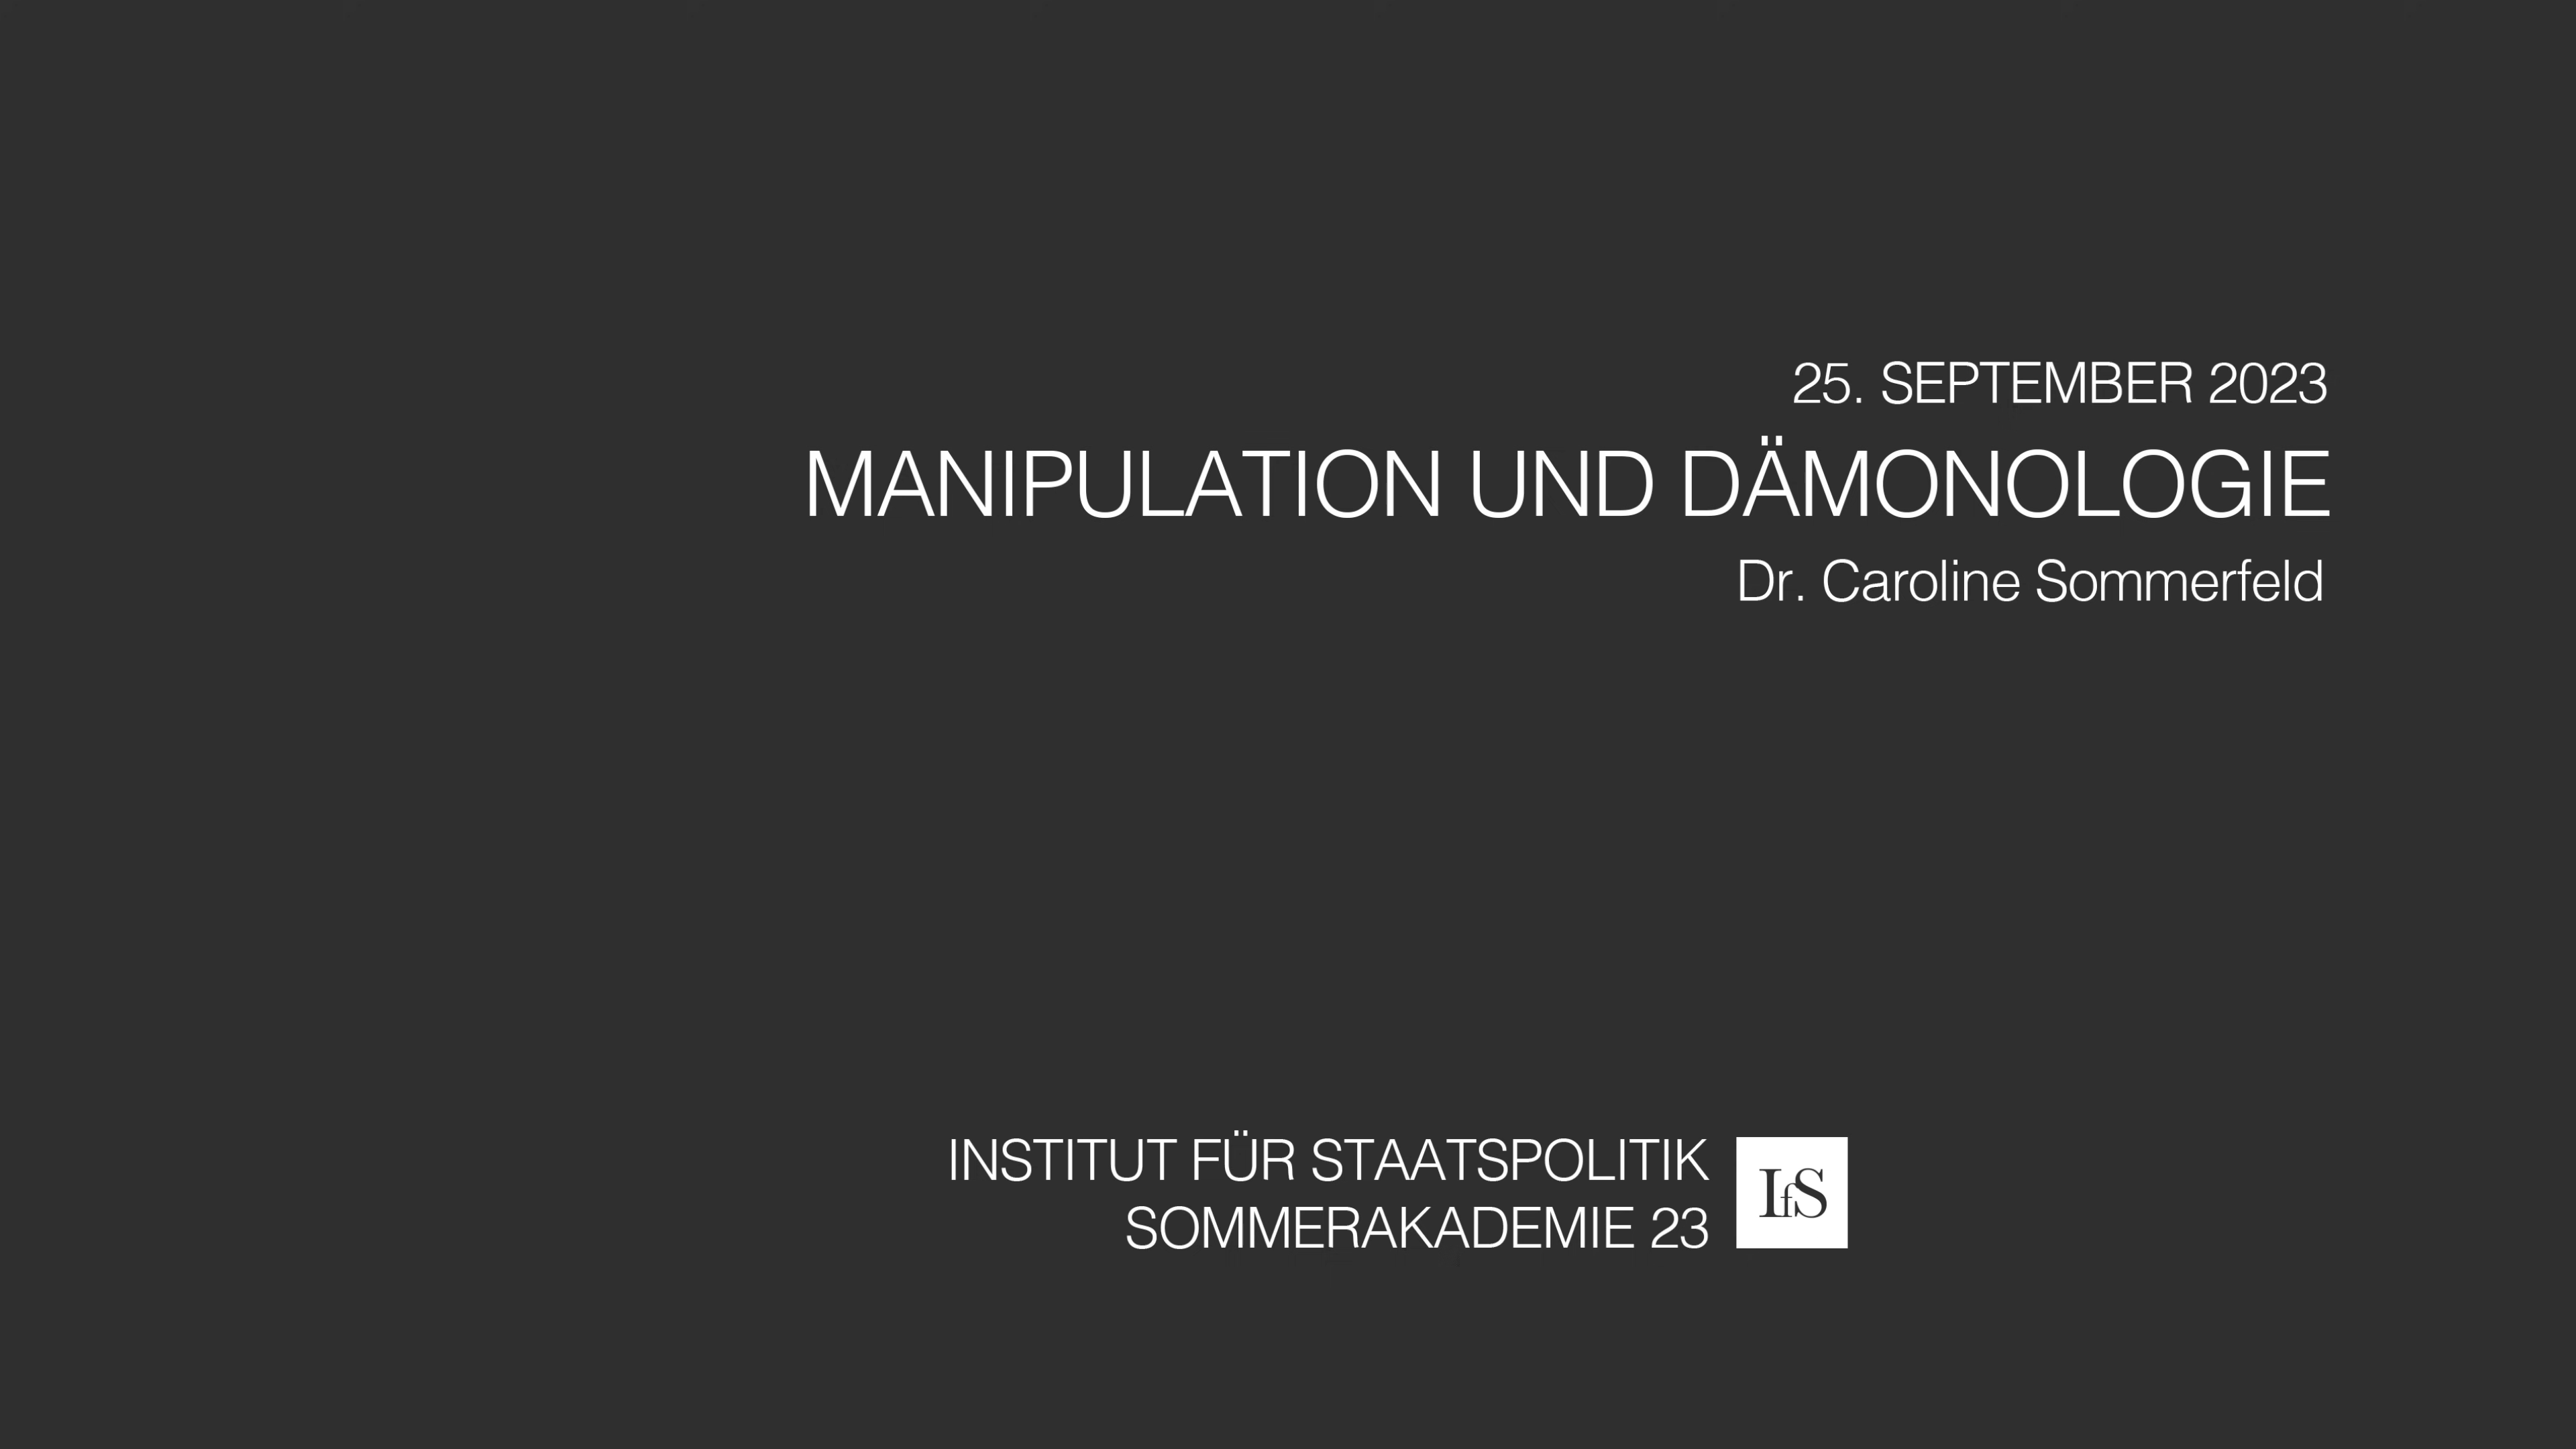 25. SEPTEMBER 2023
MANIPULATION UND DÄMONOLOGIE
Dr. Caroline Sommerfeld
INSTITUT FÜR STAATSPOLITIK
SOMMERAKADEMIE 23
IfS